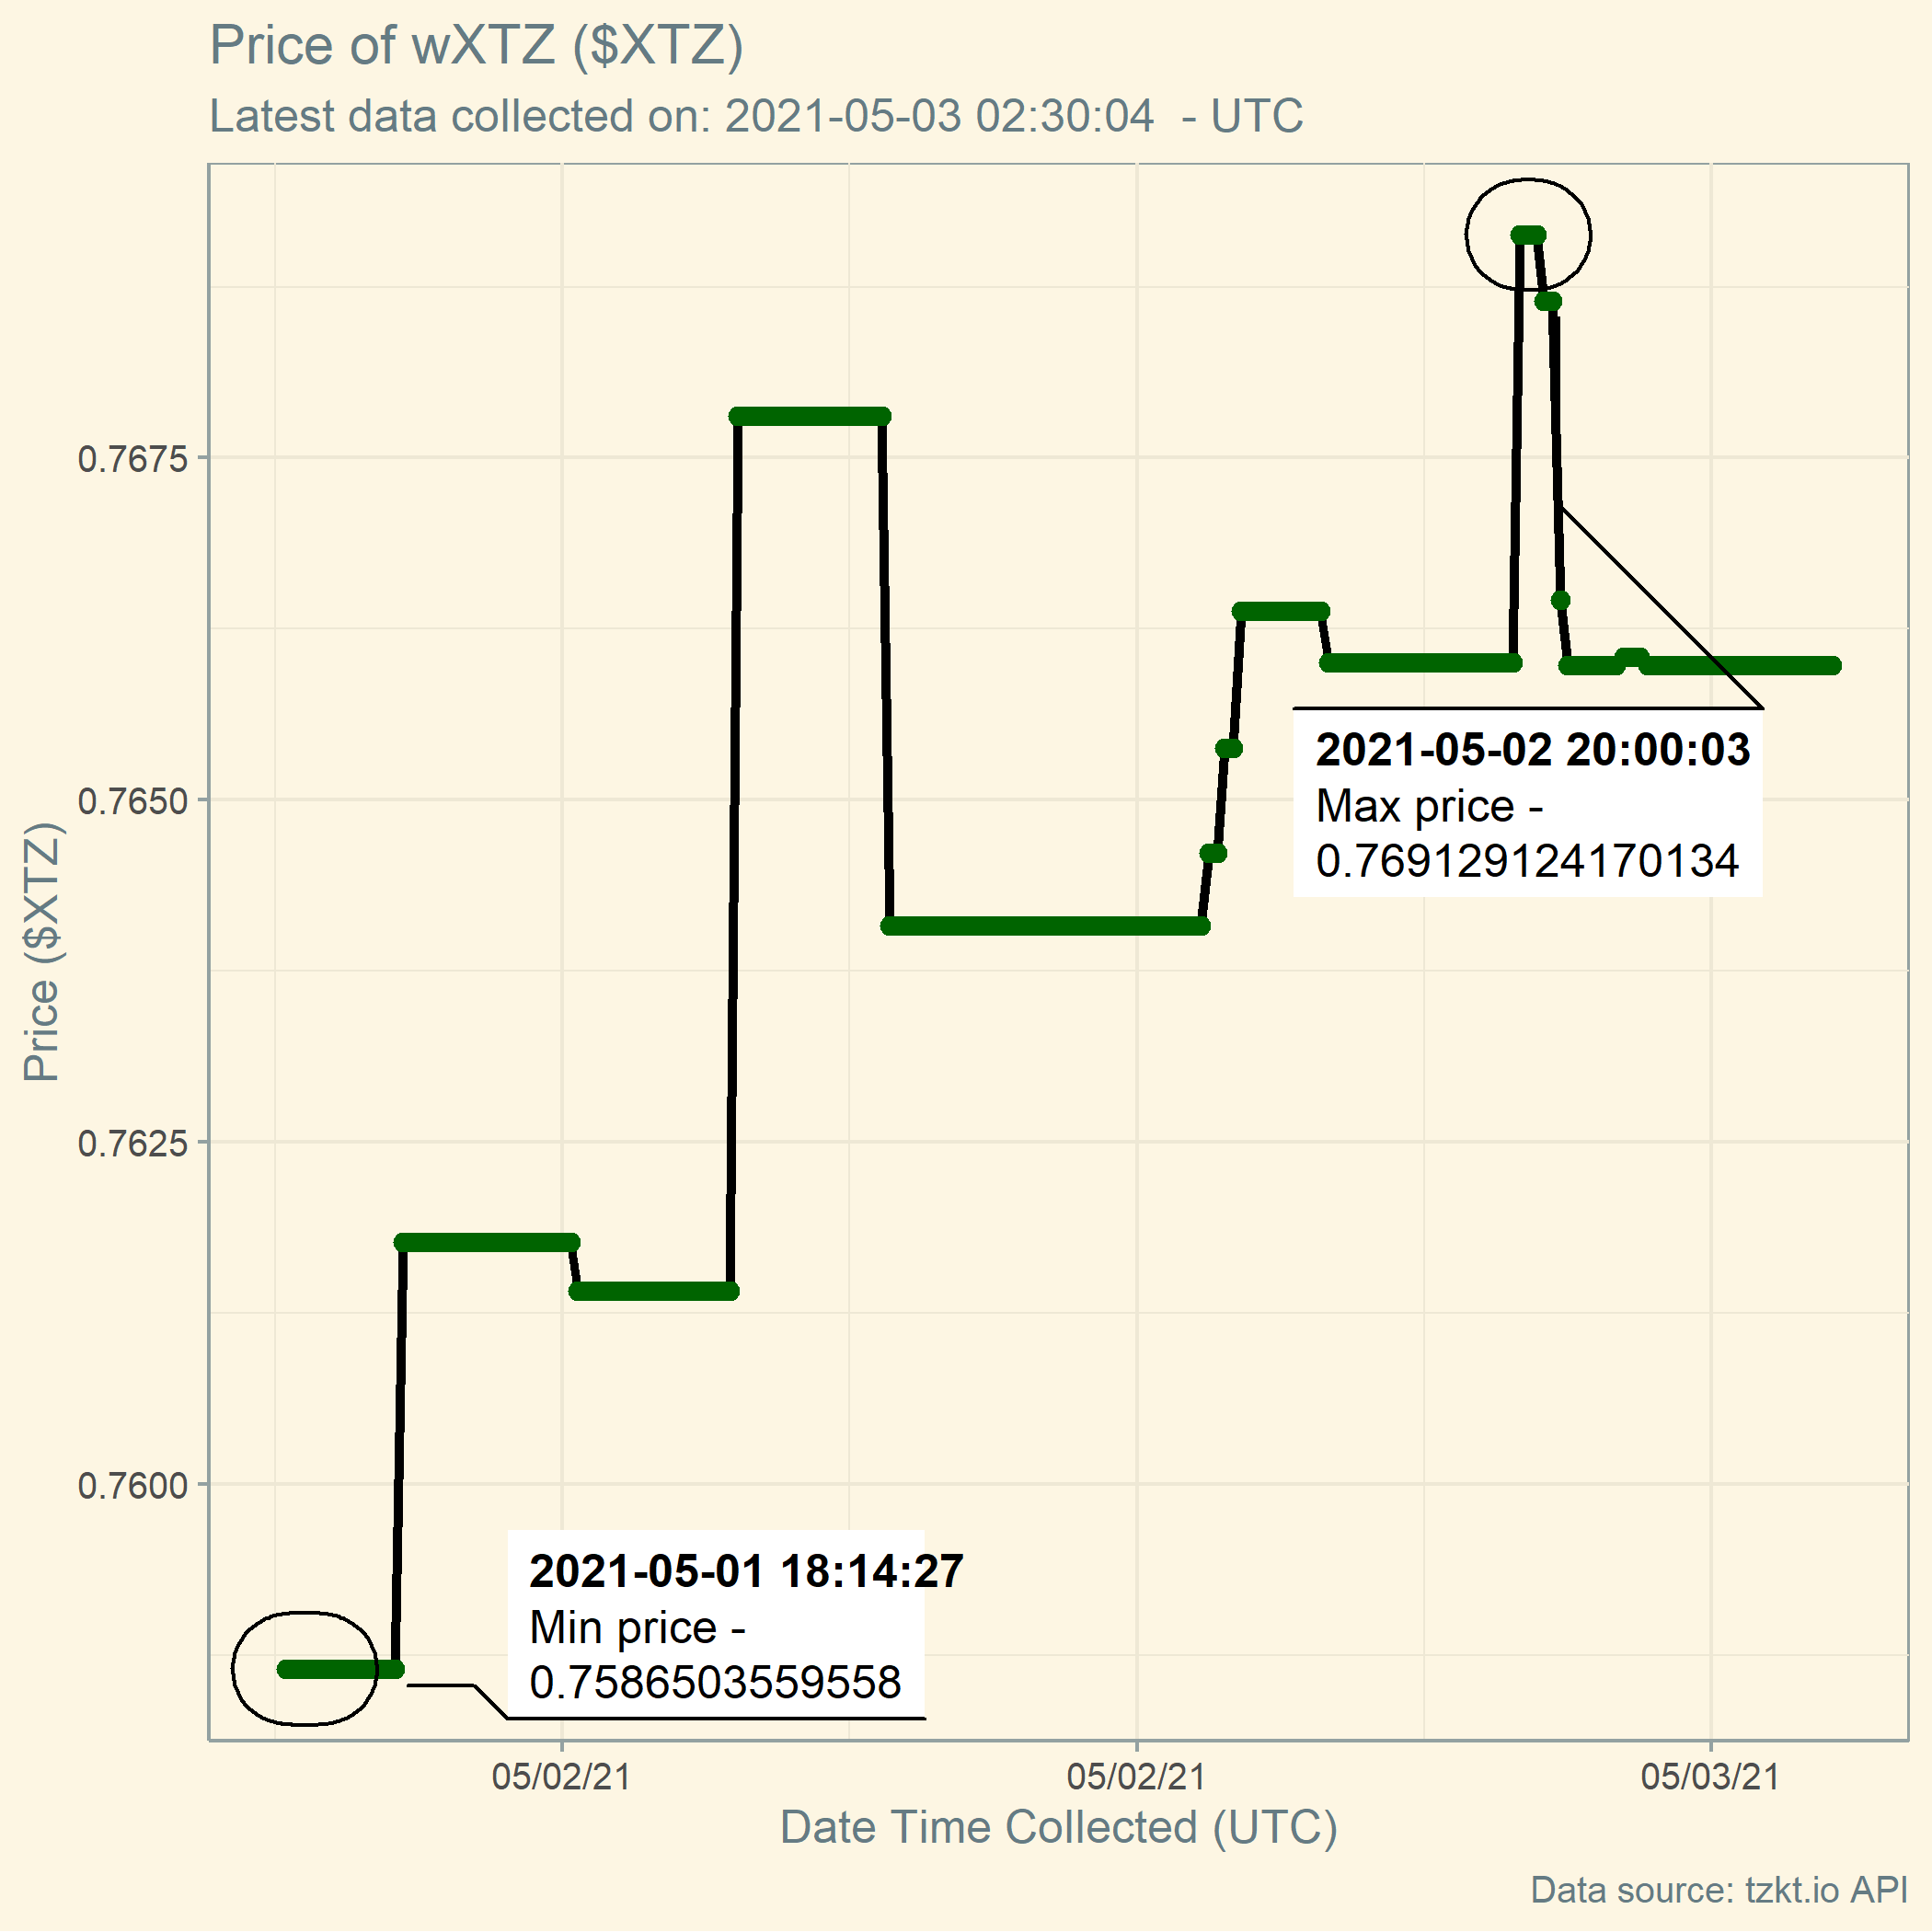 Price of wXTZ ($XTZ)
Latest data collected on: 2021-05-03 02:30:04  - UTC
Price ($XTZ)
0.7675
0.7650
0.7625
0.7600
2021-05-02 20:00:03
Max price -
0.769129124170134
2021-05-01 18:14:27
Min price -
0.7586503559558
05/02/21
05/02/21
05/03/21
Date Time Collected (UTC)
Data source: tzkt.io API